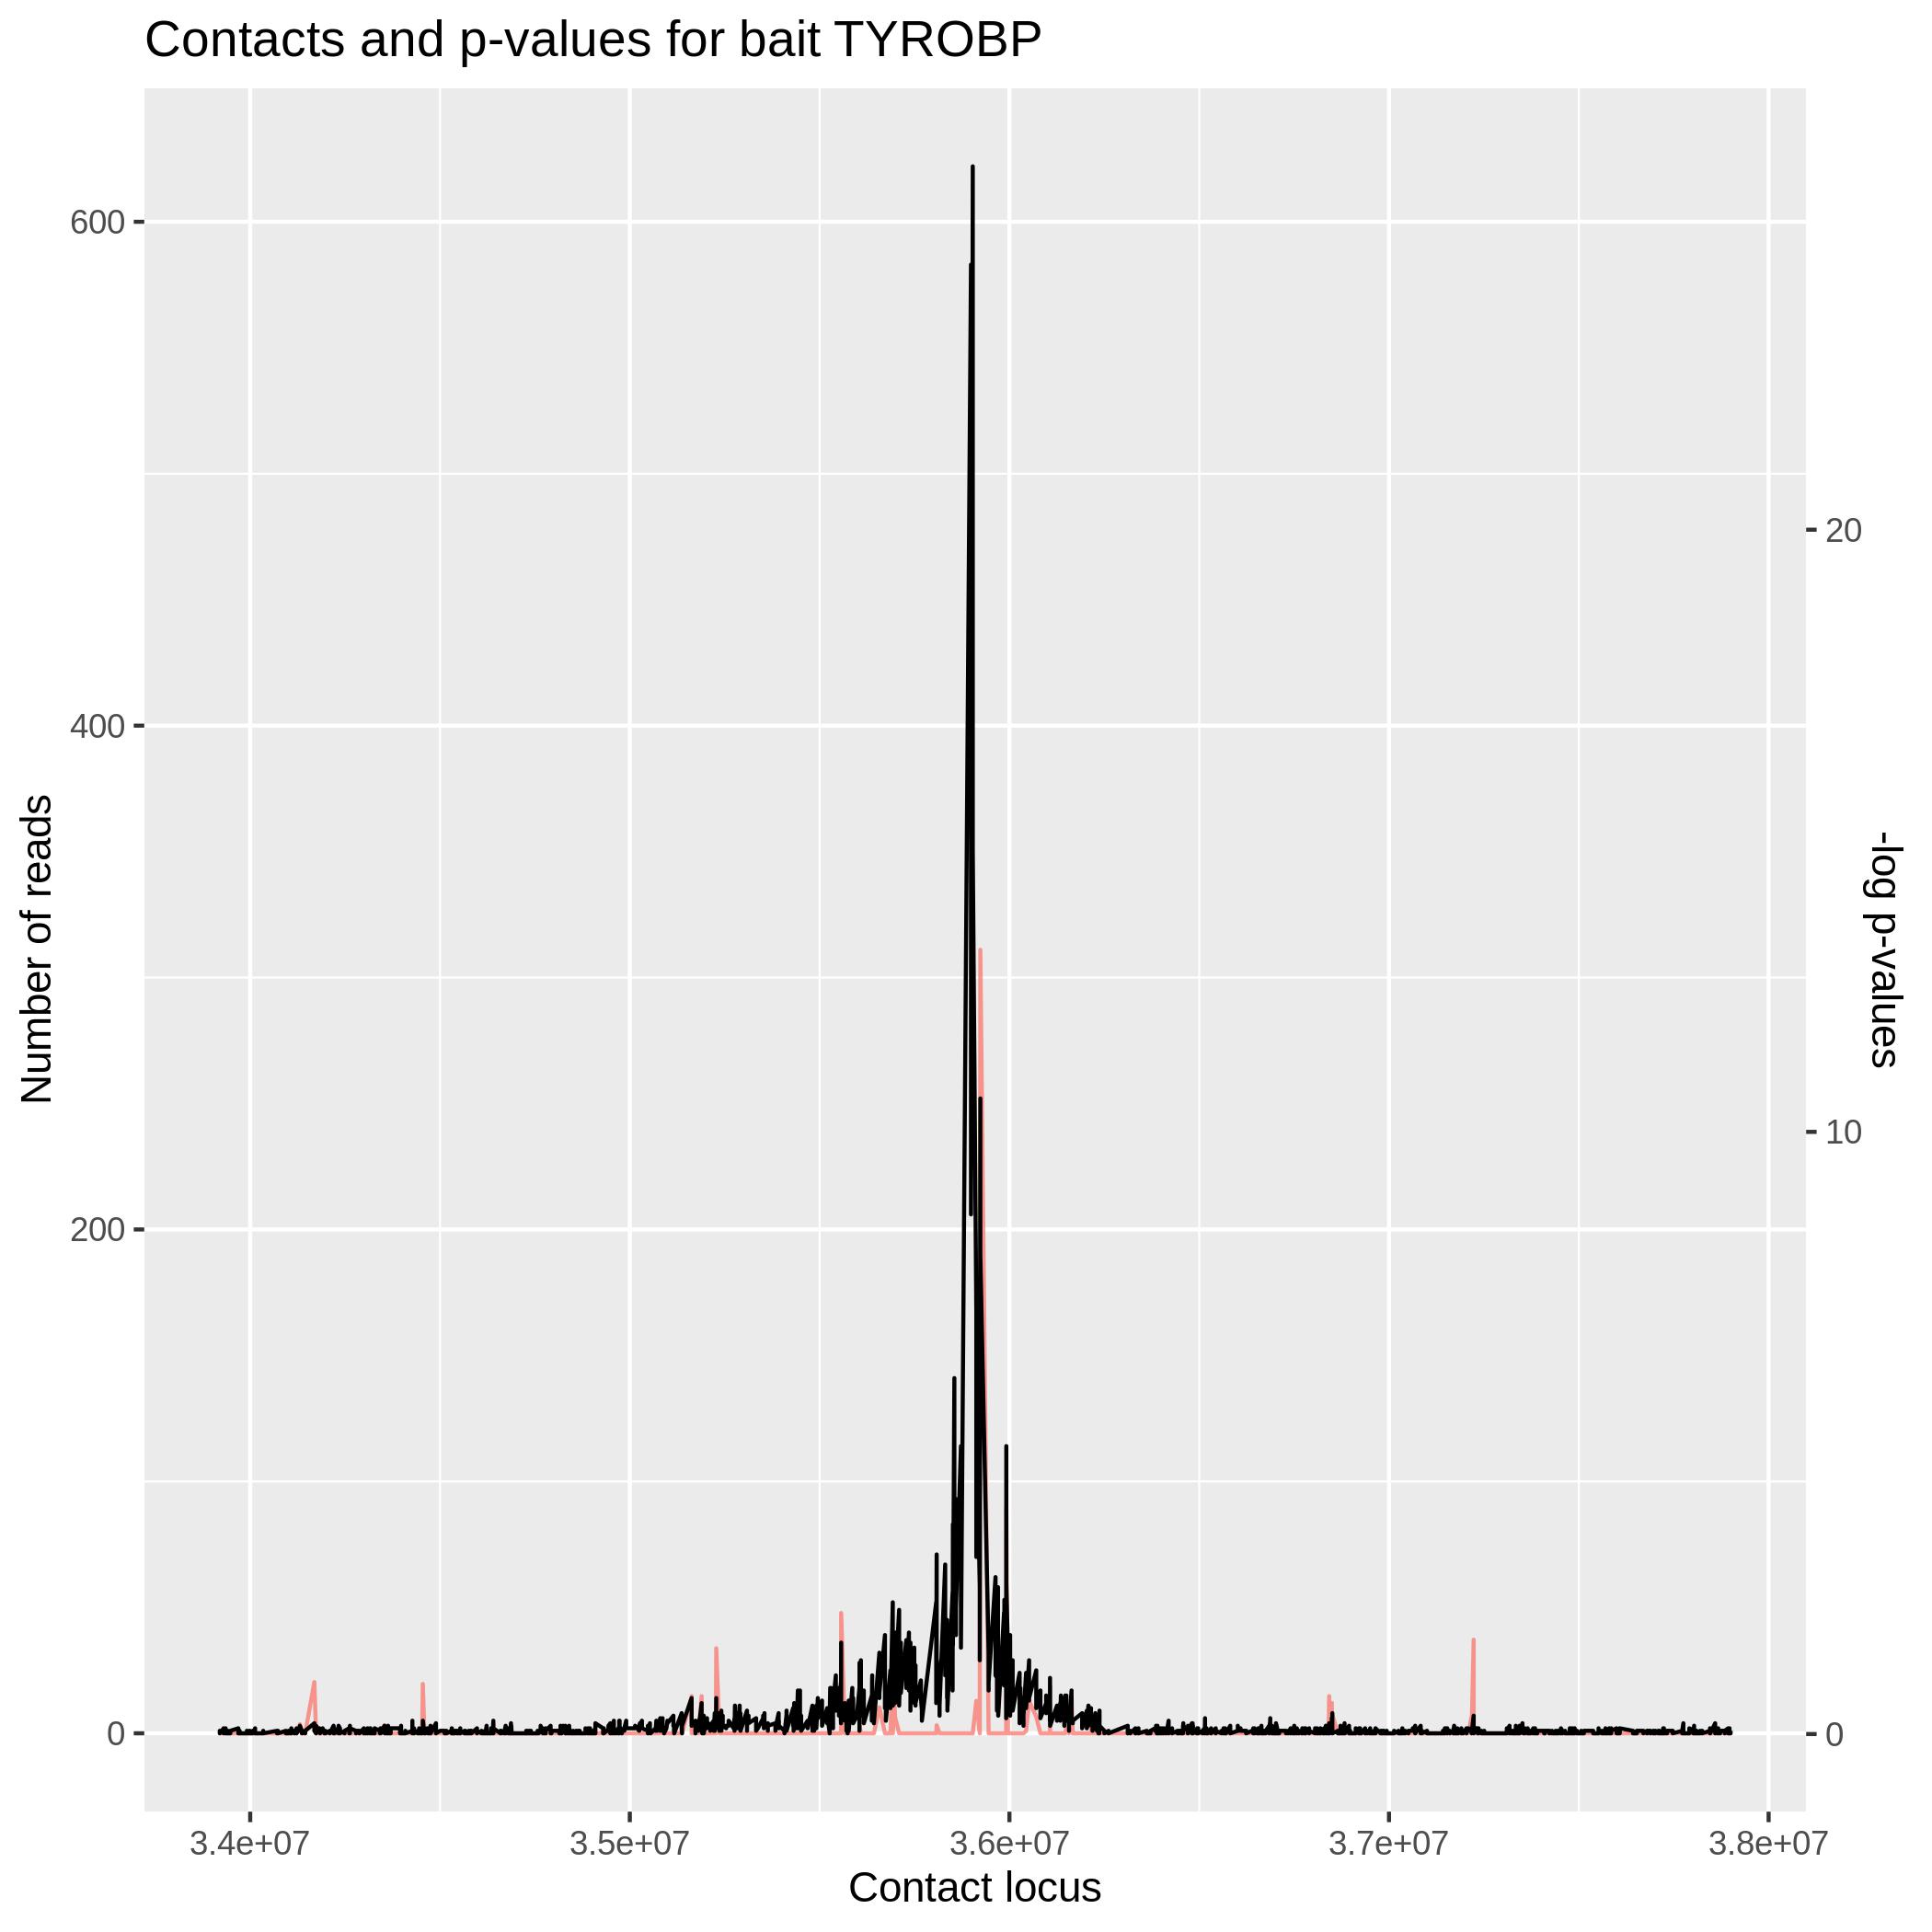 Contacts and p-values for bait TYROBP
Number of reads
600
400
200
0
20
10
0
-log p-values
3.4e+07
3.5e+07
3.6e+07
3.7e+07
3.8e+07
Contact locus